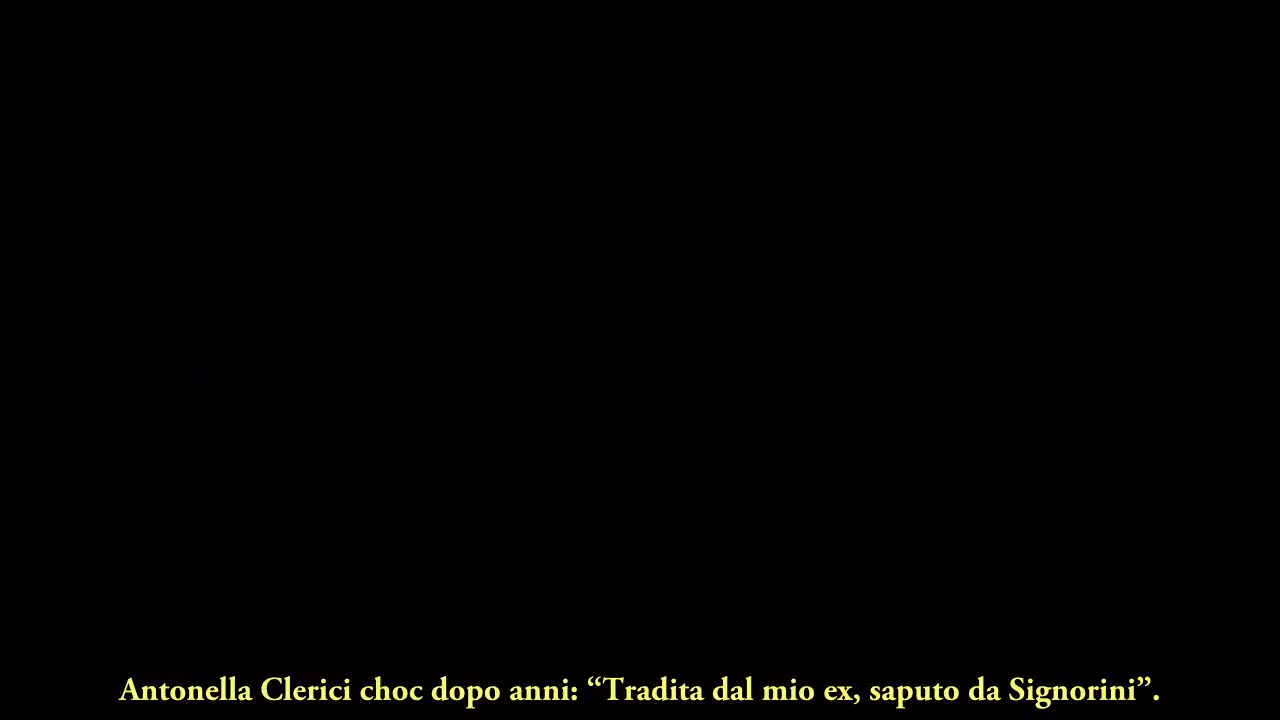 Antonella Clerici choc dopo anni: “Tradita dal mio ex, saputo da Signorini”.